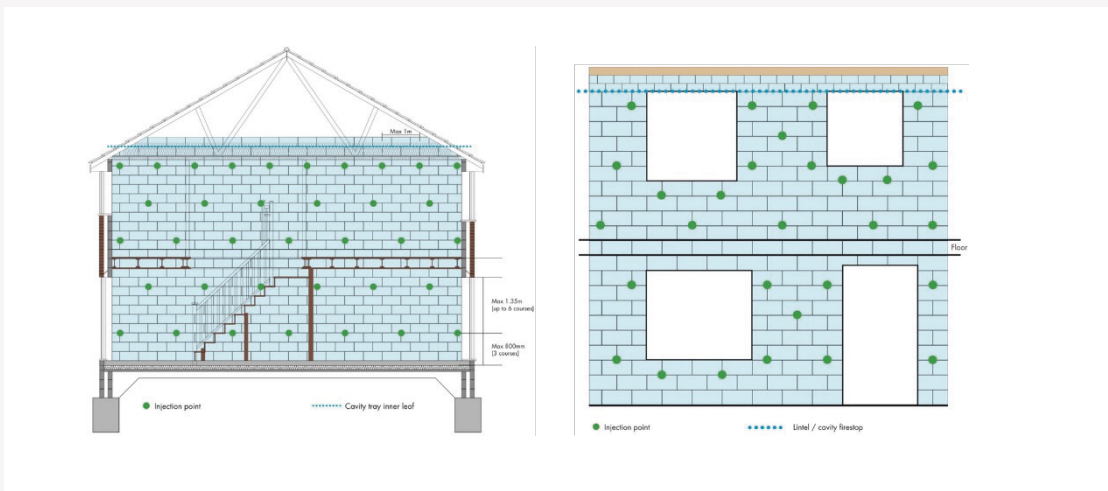 Max 1m
Max 1.35m
(up to 6 courses)
Max 600mm
(3 courses)
Injection point
Cavity tray inner leaf
Floor
Injection point
Lintel / cavity firestop